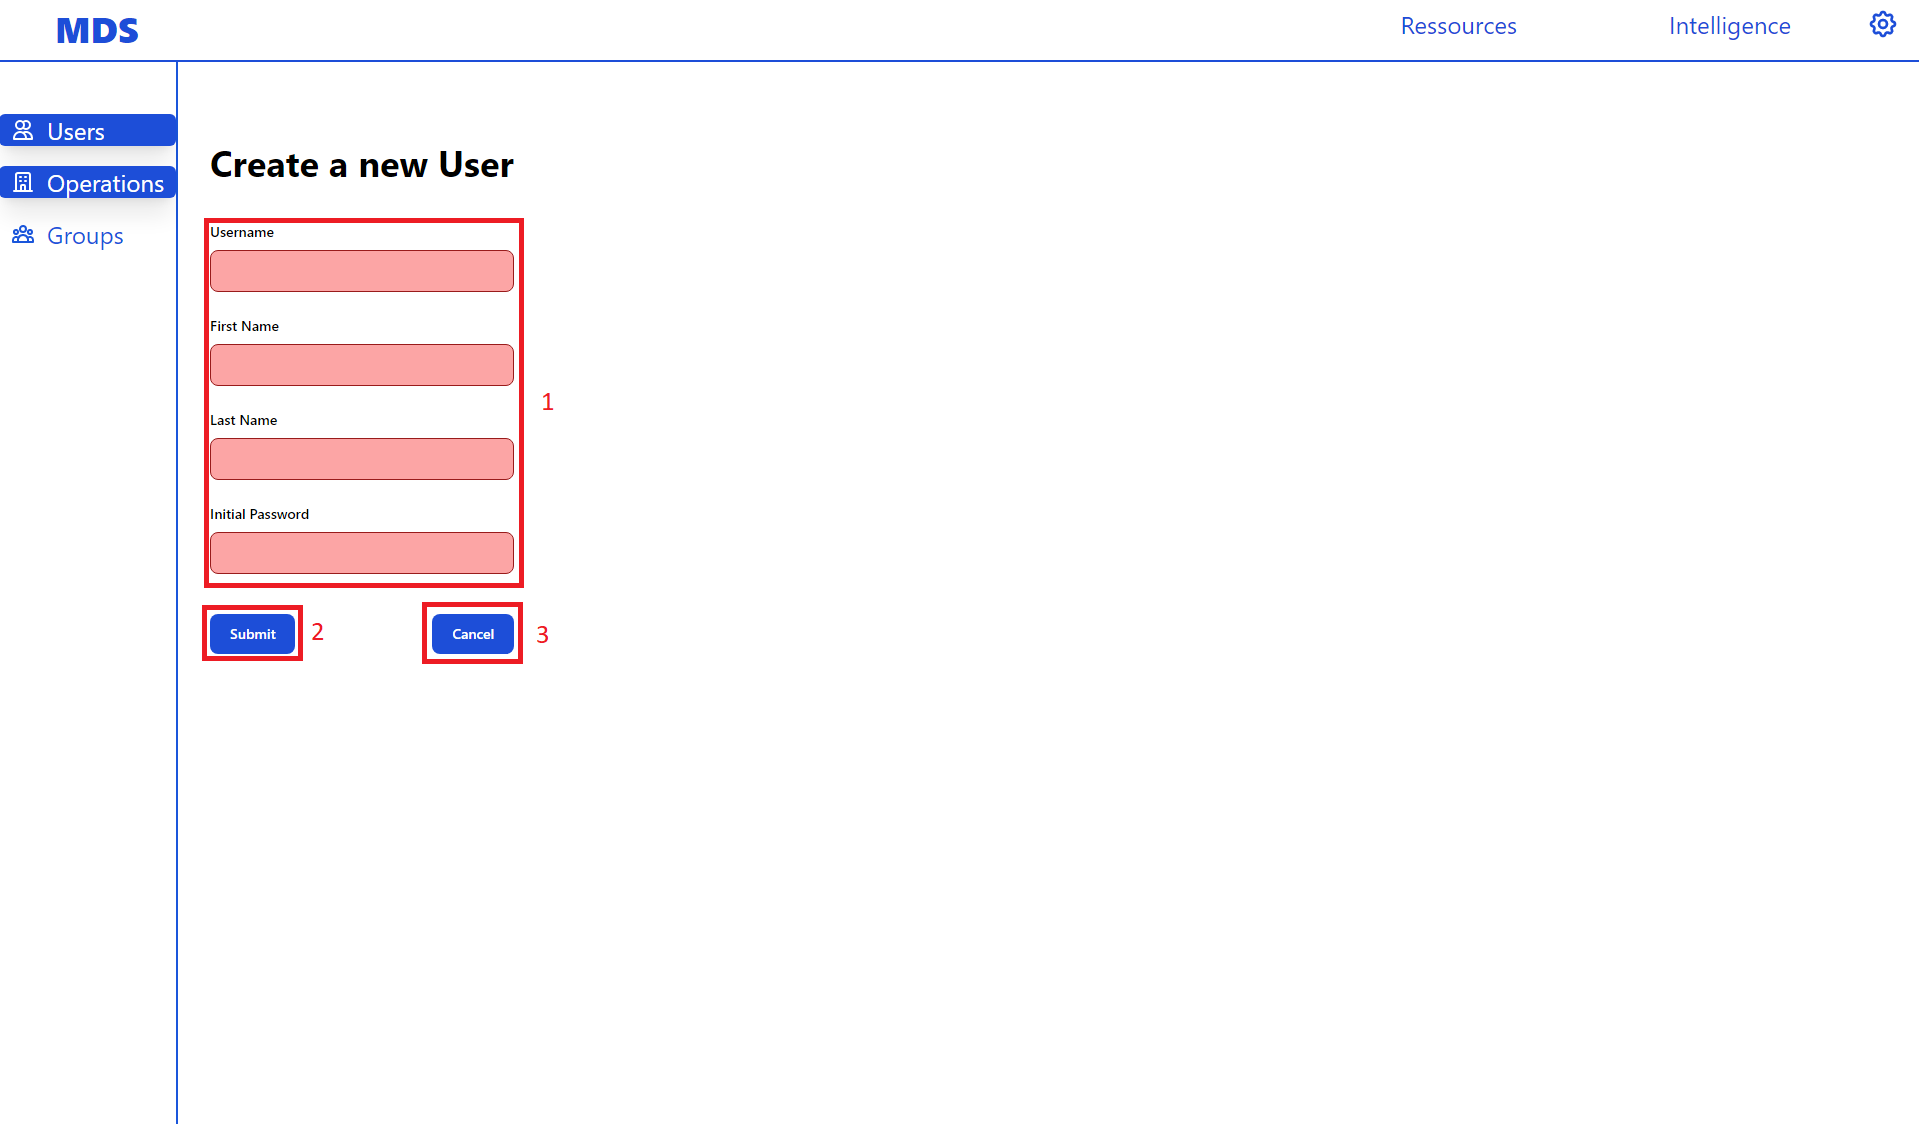 MDS
Ressources
Intelligence
Users
Operations
Groups
Create a new User
Username
First Name
1
Last Name
Initial Password
Submit
2
Cancel
3